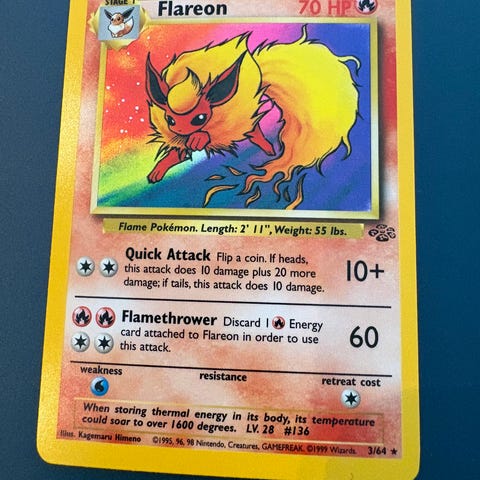 STAGE 1
Flareon 70 HP
Flame Pokémon. Length: 2' 11", Weight: 55 lbs.
Quick Attack Flip a coin. If heads,
this attack does 10 damage plus 20 more
damage; if tails, this attack does 10 damage.
10+
Flamethrower Discard 1 Energy
card attached to Flareon in order to use
this attack.
60
weakness resistance retreat cost
When storing thermal energy in its body, its temperature
could soar to over 1600 degrees. LV. 28 #136
Illus. Kagemaru Himeno ©1995, 96, 98 Nintendo, Creatures, GAMEFREAK. ©1999 Wizards. 3/64 ★